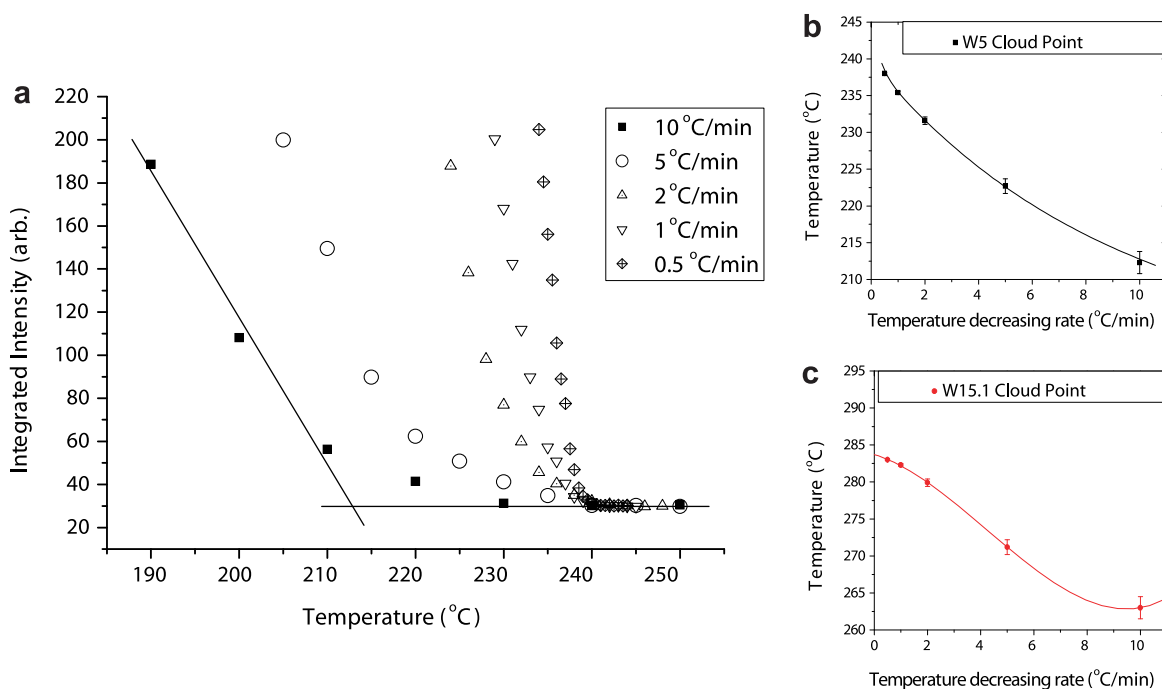 a
220
200
180
160
140
120
100
80
60
40
20
Integrated Intensity (arb.)
190 200 210 220 230 240 250
Temperature (°C)
10 °C/min
5 °C/min
2 °C/min
1 °C/min
0.5 °C/min
b
245
240
235
230
225
220
215
210
Temperature (°C)
W5 Cloud Point
0 2 4 6 8 10
Temperature decreasing rate (°C/min)
c
295
290
285
280
275
270
265
260
Temperature (°C)
W15.1 Cloud Point
0 2 4 6 8 10
Temperature decreasing rate (°C/min)